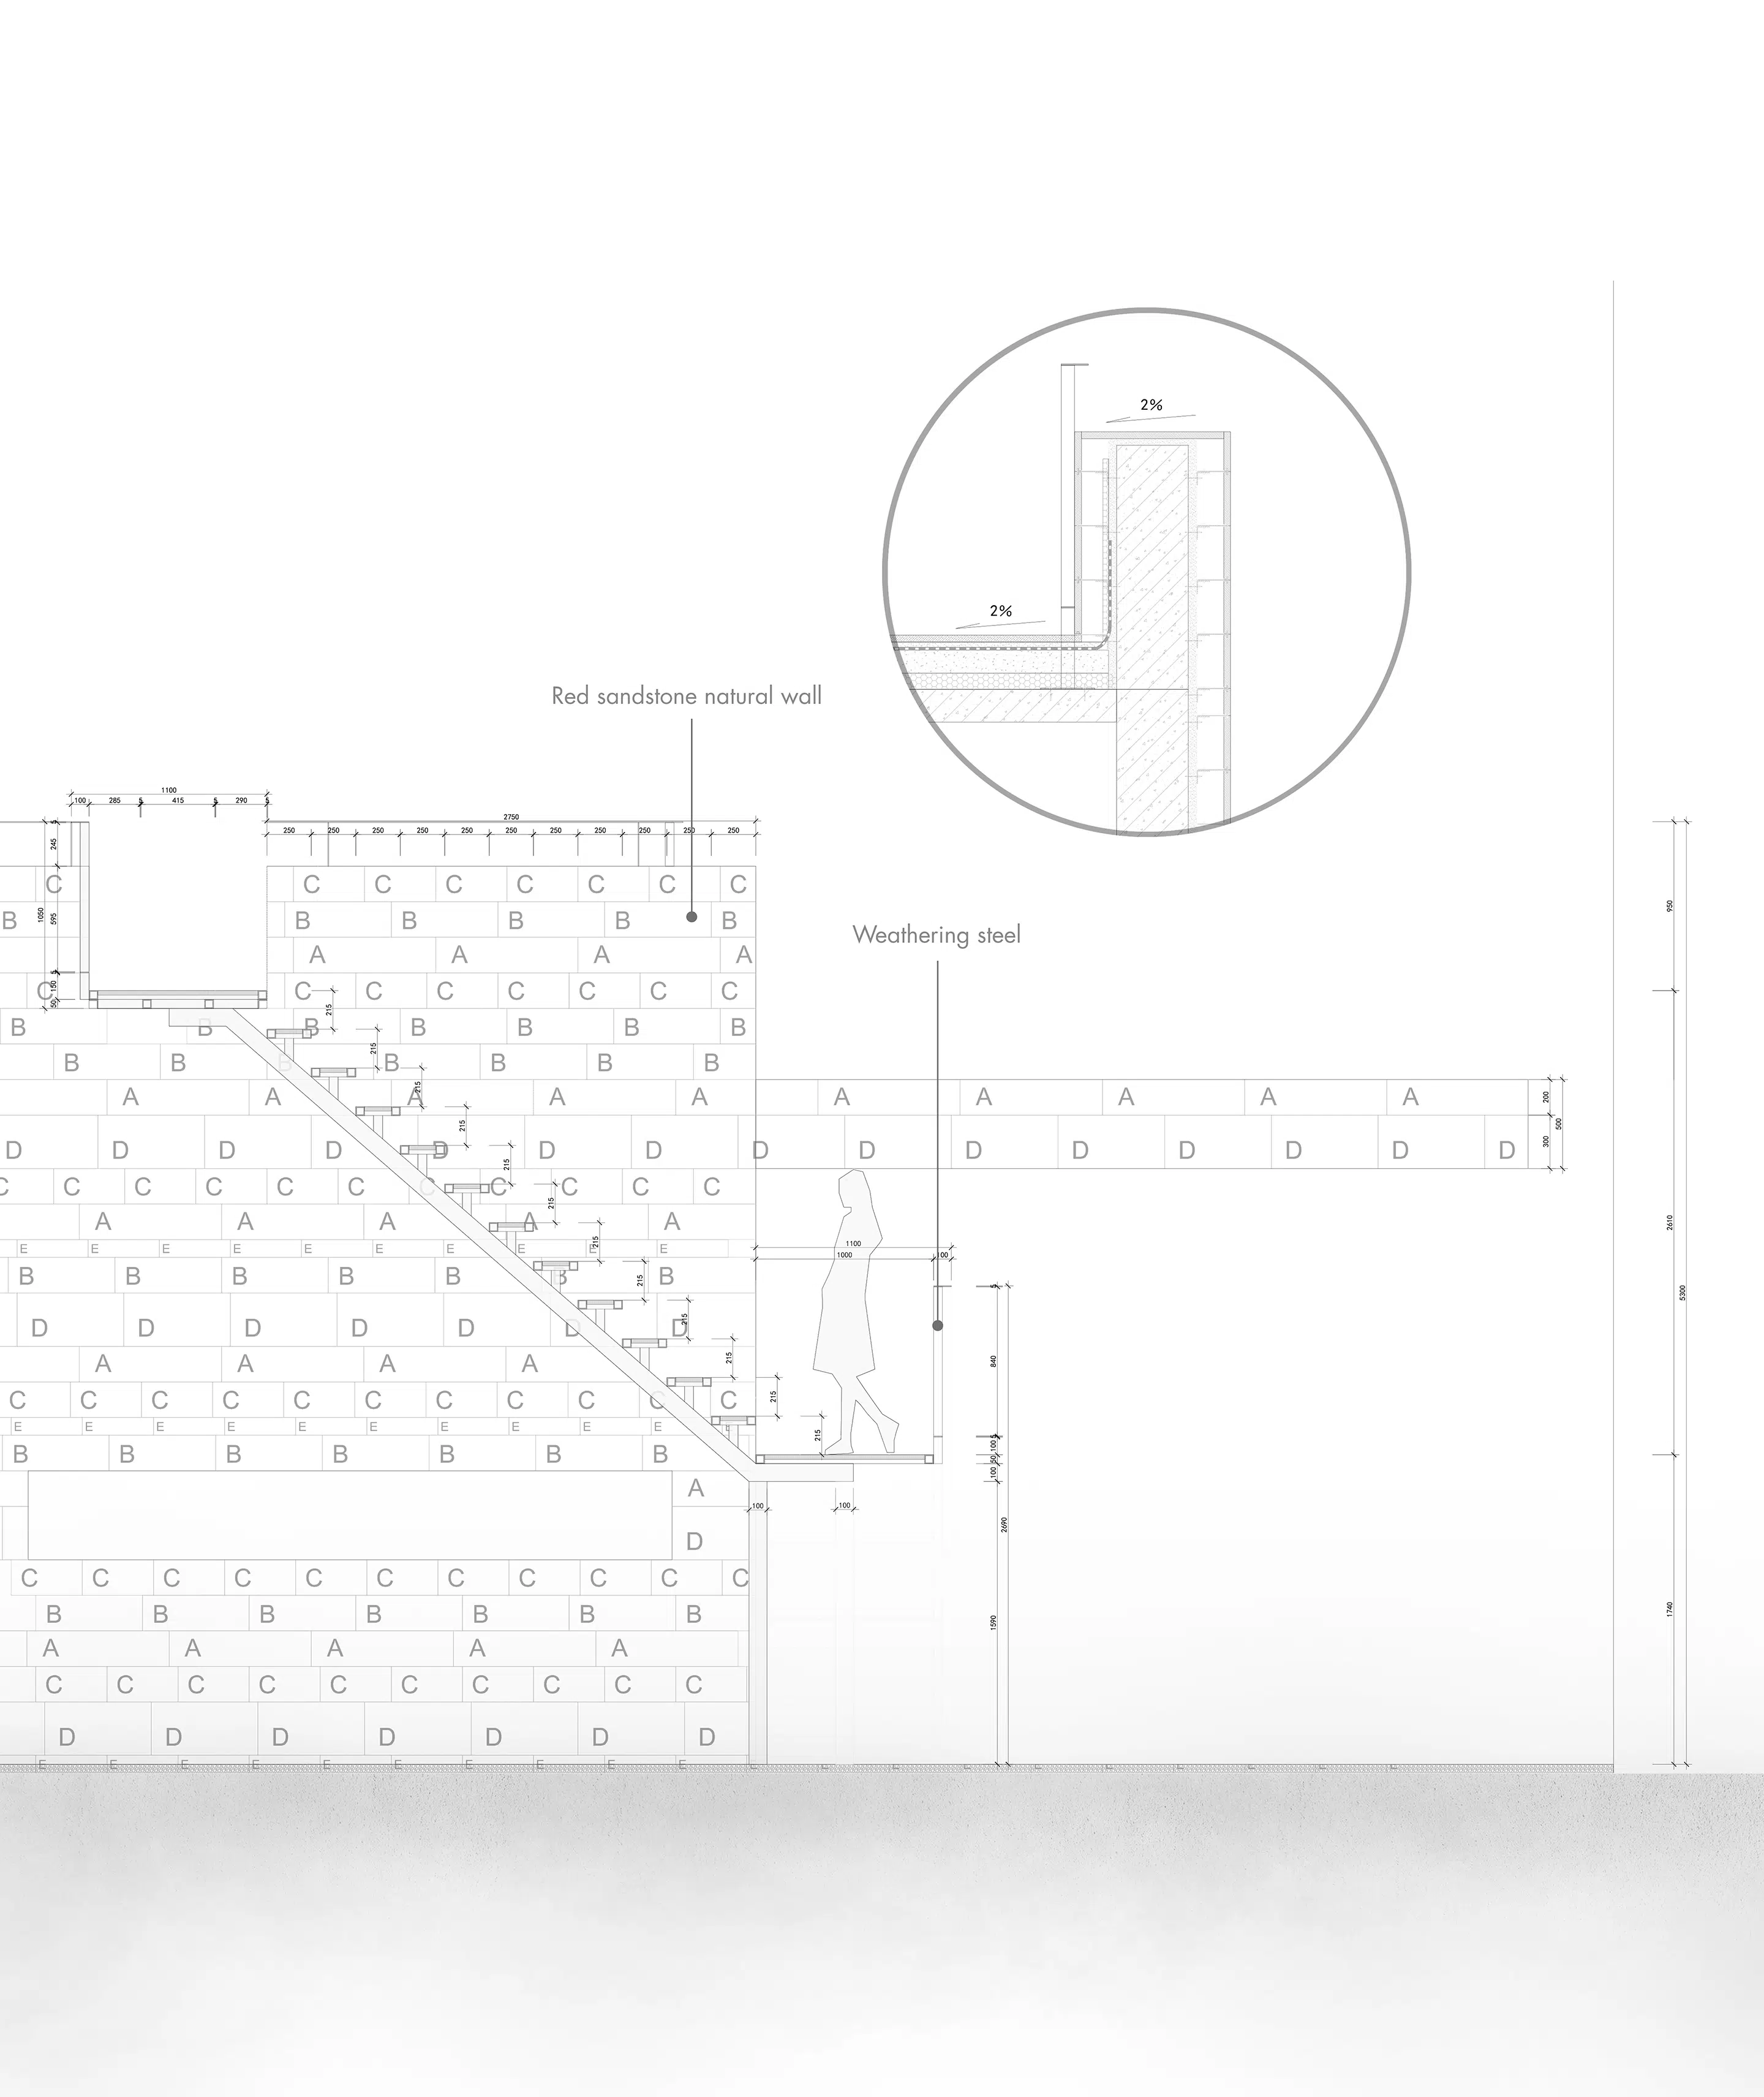 2%
2%
Red sandstone natural wall
1100
100 285 5 415 5 290 5
2750
250 250 250 250 250 250 250 250 250 250 250
5
245
1050
595
5
150
50
C C C C C C C C
B B B B B B
A A A A
Weathering steel
950
C C C C C C C C
215
B B B B B B B
215
B B B B B B B
215
A A A A A A A A A A
200
500
215
D D D D D D D D D D D D D D D
300
215
C C C C C C C C C C C
215
A A A A A
2610
215
E E E E E E E E E E
1100
1000 100
B B B B B B B
215
5
5300
215
D D D D D D D
215
A A A A
840
215
C C C C C C C C C C C
215
E E E E E E E E E E E
5
100
B B B B B B B
50
100
A
100 100
2690
D
C C C C C C C C C C C
B B B B B B B
1590
1740
A A A A A
C C C C C C C C C C
D D D D D D D
E E E E E E E E E E E E E E E E E E E E